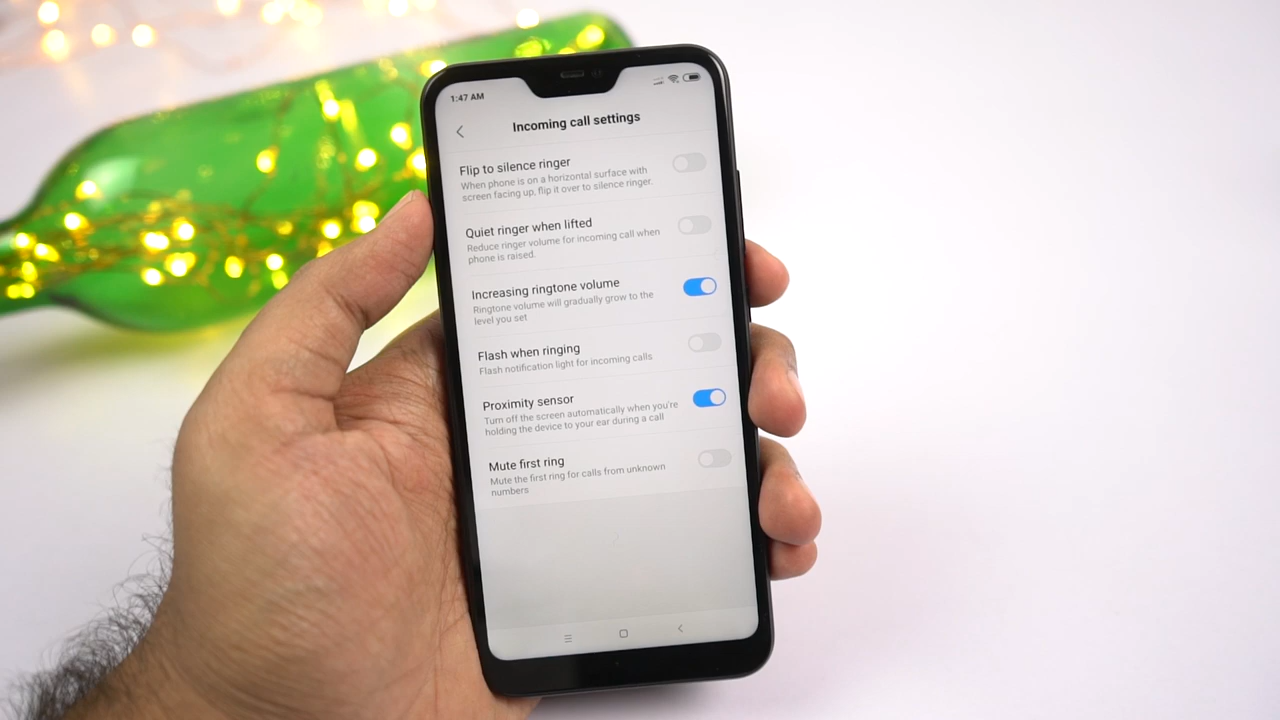 1:47 AM
Incoming call settings
Flip to silence ringer
When phone is on a horizontal surface with
screen facing up, flip it over to silence ringer.
Quiet ringer when lifted
Reduce ringer volume for incoming call when
phone is raised.
Increasing ringtone volume
Ringtone volume will gradually grow to the
level you set
Flash when ringing
Flash notification light for incoming calls
Proximity sensor
Turn off the screen automatically when you're
holding the device to your ear during a call
Mute first ring
Mute the first ring for calls from unknown
numbers